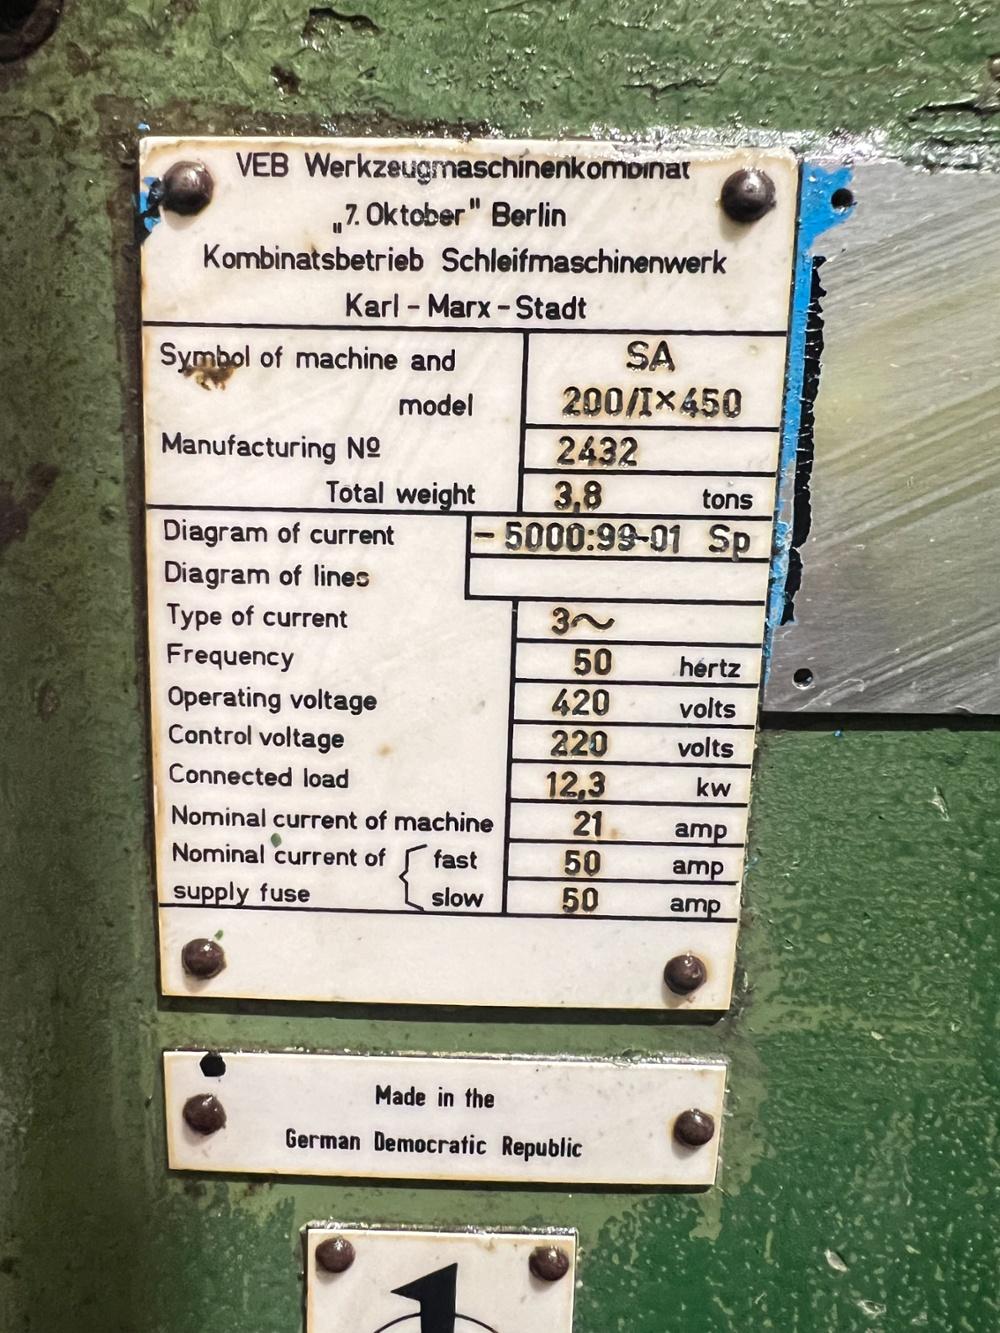 VEB Werkzeugmaschinenkombinat
„7. Oktober" Berlin
Kombinatsbetrieb Schleifmaschinenwerk
Karl-Marx-Stadt
Symbol of machine and model SA 200/I×450
Manufacturing Nº 2432
Total weight 3,8 tons
Diagram of current - 5000:99-01 Sp
Diagram of lines
Type of current 3~
Frequency 50 hertz
Operating voltage 420 volts
Control voltage 220 volts
Connected load 12,3 kw
Nominal current of machine 21 amp
Nominal current of supply fuse { fast 50 amp
slow 50 amp
Made in the
German Democratic Republic